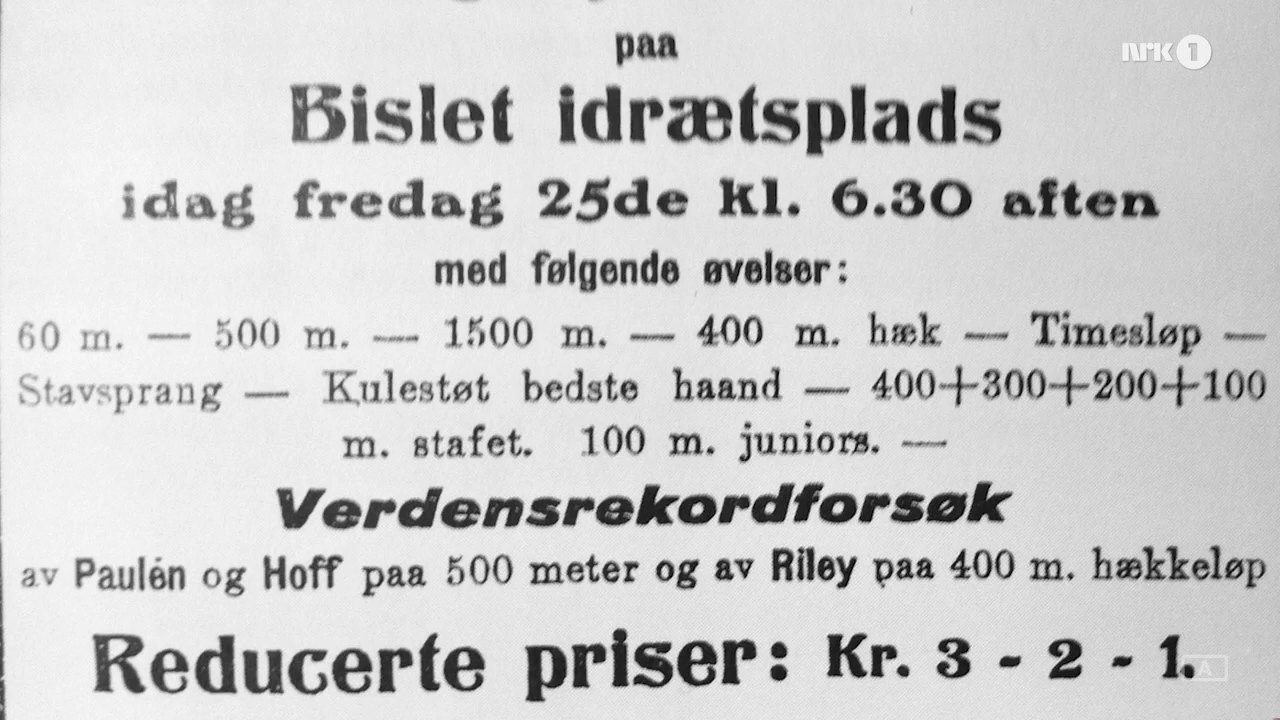 NRK 1
paa
Bislet idrætsplads
idag fredag 25de kl. 6.30 aften
med følgende øvelser:
60 m. — 500 m. — 1500 m. — 400 m. hæk — Timesløp —
Stavsprang — Kulestøt bedste haand — 400+300+200+100
m. stafet. 100 m. juniors. —
Verdensrekordforsøk
av Paulén og Hoff paa 500 meter og av Riley paa 400 m. hækkeløp
Reducerte priser: Kr. 3 - 2 - 1.
A